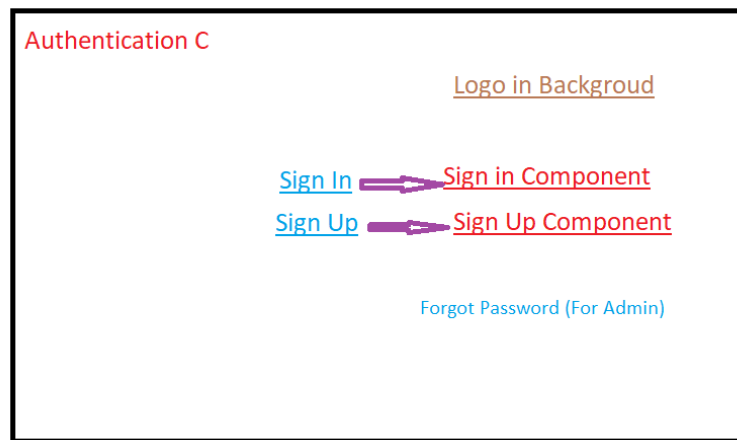 Authentication C
Logo in Backgroud
Sign In Sign in Component
Sign Up Sign Up Component
Forgot Password (For Admin)